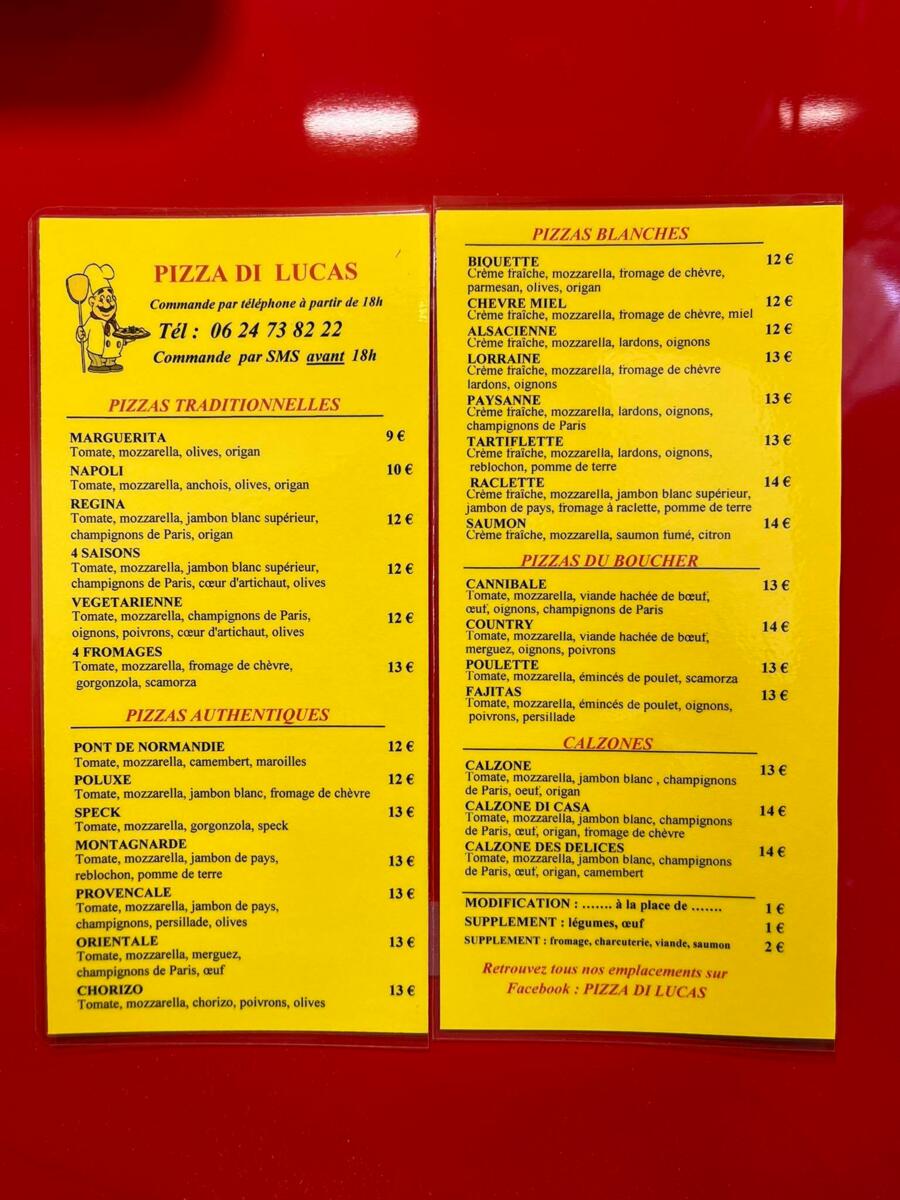 PIZZA DI LUCAS
Commande par téléphone à partir de 18h
Tél : 06 24 73 82 22
Commande par SMS avant 18h
PIZZAS TRADITIONNELLES
MARGUERITA 9 €
Tomate, mozzarella, olives, origan
NAPOLI 10 €
Tomate, mozzarella, anchois, olives, origan
REGINA
Tomate, mozzarella, jambon blanc supérieur, 12 €
champignons de Paris, origan
4 SAISONS
Tomate, mozzarella, jambon blanc supérieur, 12 €
champignons de Paris, cœur d'artichaut, olives
VEGETARIENNE
Tomate, mozzarella, champignons de Paris, 12 €
oignons, poivrons, cœur d'artichaut, olives
4 FROMAGES
Tomate, mozzarella, fromage de chèvre, 13 €
gorgonzola, scamorza
PIZZAS AUTHENTIQUES
PONT DE NORMANDIE 12 €
Tomate, mozzarella, camembert, maroilles
POLUXE 12 €
Tomate, mozzarella, jambon blanc, fromage de chèvre
SPECK 13 €
Tomate, mozzarella, gorgonzola, speck
MONTAGNARDE
Tomate, mozzarella, jambon de pays, 13 €
reblochon, pomme de terre
PROVENCALE 13 €
Tomate, mozzarella, jambon de pays,
champignons, persillade, olives
ORIENTALE 13 €
Tomate, mozzarella, merguez,
champignons de Paris, œuf
CHORIZO 13 €
Tomate, mozzarella, chorizo, poivrons, olives
PIZZAS BLANCHES
BIQUETTE 12 €
Crème fraîche, mozzarella, fromage de chèvre,
parmesan, olives, origan
CHEVRE MIEL 12 €
Crème fraîche, mozzarella, fromage de chèvre, miel
ALSACIENNE 12 €
Crème fraîche, mozzarella, lardons, oignons
LORRAINE 13 €
Crème fraîche, mozzarella, fromage de chèvre
lardons, oignons
PAYSANNE 13 €
Crème fraîche, mozzarella, lardons, oignons,
champignons de Paris
TARTIFLETTE 13 €
Crème fraîche, mozzarella, lardons, oignons,
reblochon, pomme de terre
RACLETTE 14 €
Crème fraîche, mozzarella, jambon blanc supérieur,
jambon de pays, fromage à raclette, pomme de terre
SAUMON 14 €
Crème fraîche, mozzarella, saumon fumé, citron
PIZZAS DU BOUCHER
CANNIBALE 13 €
Tomate, mozzarella, viande hachée de bœuf,
œuf, oignons, champignons de Paris
COUNTRY 14 €
Tomate, mozzarella, viande hachée de bœuf,
merguez, oignons, poivrons
POULETTE 13 €
Tomate, mozzarella, émincés de poulet, scamorza
FAJITAS 13 €
Tomate, mozzarella, émincés de poulet, oignons,
poivrons, persillade
CALZONES
CALZONE 13 €
Tomate, mozzarella, jambon blanc , champignons
de Paris, oeuf, origan
CALZONE DI CASA 14 €
Tomate, mozzarella, jambon blanc, champignons
de Paris, œuf, origan, fromage de chèvre
CALZONE DES DELICES 14 €
Tomate, mozzarella, jambon blanc, champignons
de Paris, œuf, origan, camembert
MODIFICATION : ....... à la place de ....... 1 €
SUPPLEMENT : légumes, œuf 1 €
SUPPLEMENT : fromage, charcuterie, viande, saumon 2 €
Retrouvez tous nos emplacements sur
Facebook : PIZZA DI LUCAS